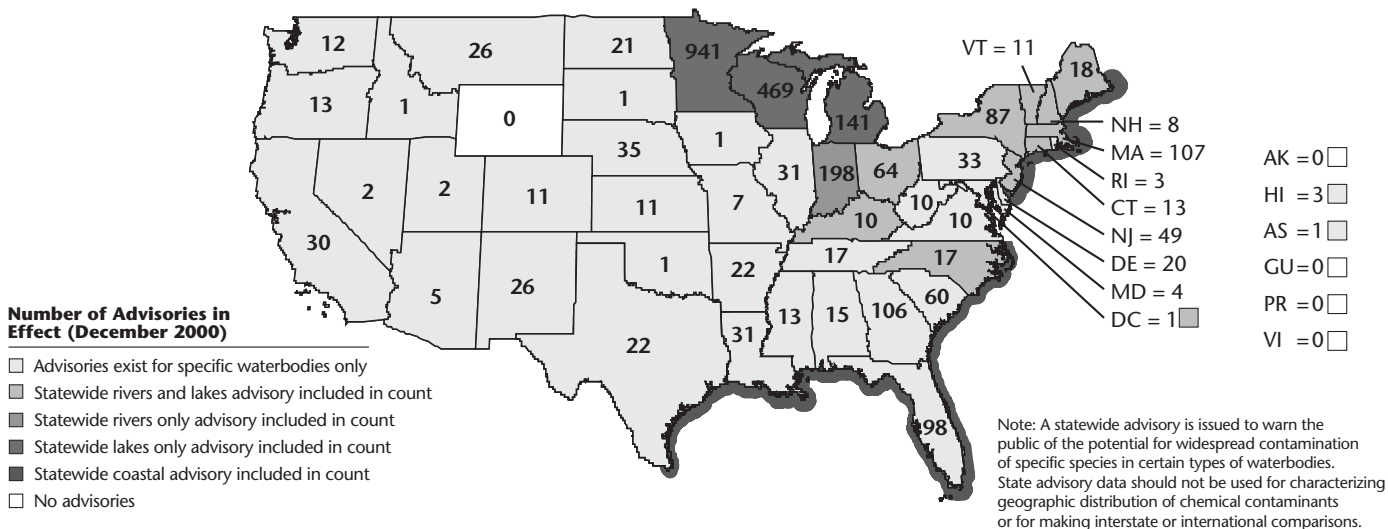 12
26
21
941
VT = 11
18
13
1
0
1
469
141
87
NH = 8
MA = 107
RI = 3
CT = 13
NJ = 49
DE = 20
MD = 4
DC = 1
AK = 0
HI = 3
AS = 1
GU = 0
PR = 0
VI = 0
2
2
11
35
1
31
198
64
33
30
11
7
10
10
10
5
26
1
22
17
17
22
31
13
15
106
60
98
Number of Advisories in
Effect (December 2000)
Advisories exist for specific waterbodies only
Statewide rivers and lakes advisory included in count
Statewide rivers only advisory included in count
Statewide lakes only advisory included in count
Statewide coastal advisory included in count
No advisories
Note: A statewide advisory is issued to warn the
public of the potential for widespread contamination
of specific species in certain types of waterbodies.
State advisory data should not be used for characterizing
geographic distribution of chemical contaminants
or for making interstate or international comparisons.